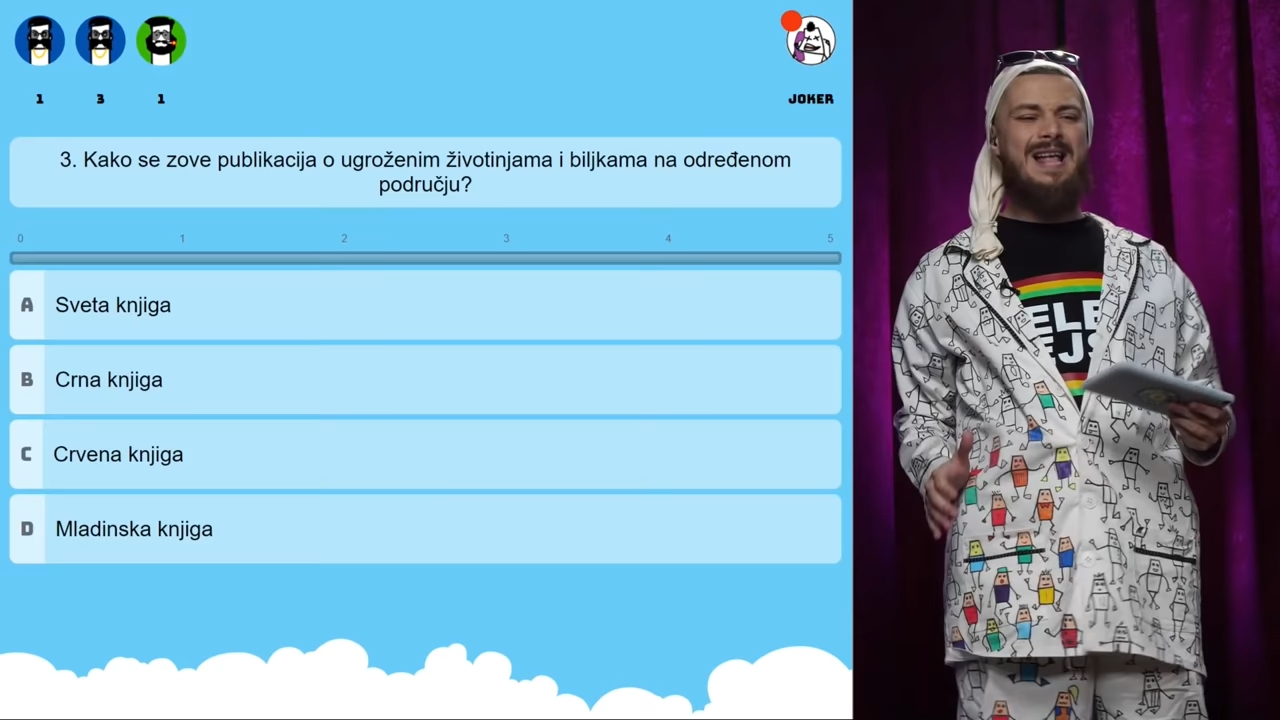 1 3 1
JOKER
3. Kako se zove publikacija o ugroženim životinjama i biljkama na određenom
području?
0 1 2 3 4 5
A Sveta knjiga
B Crna knjiga
C Crvena knjiga
D Mladinska knjiga